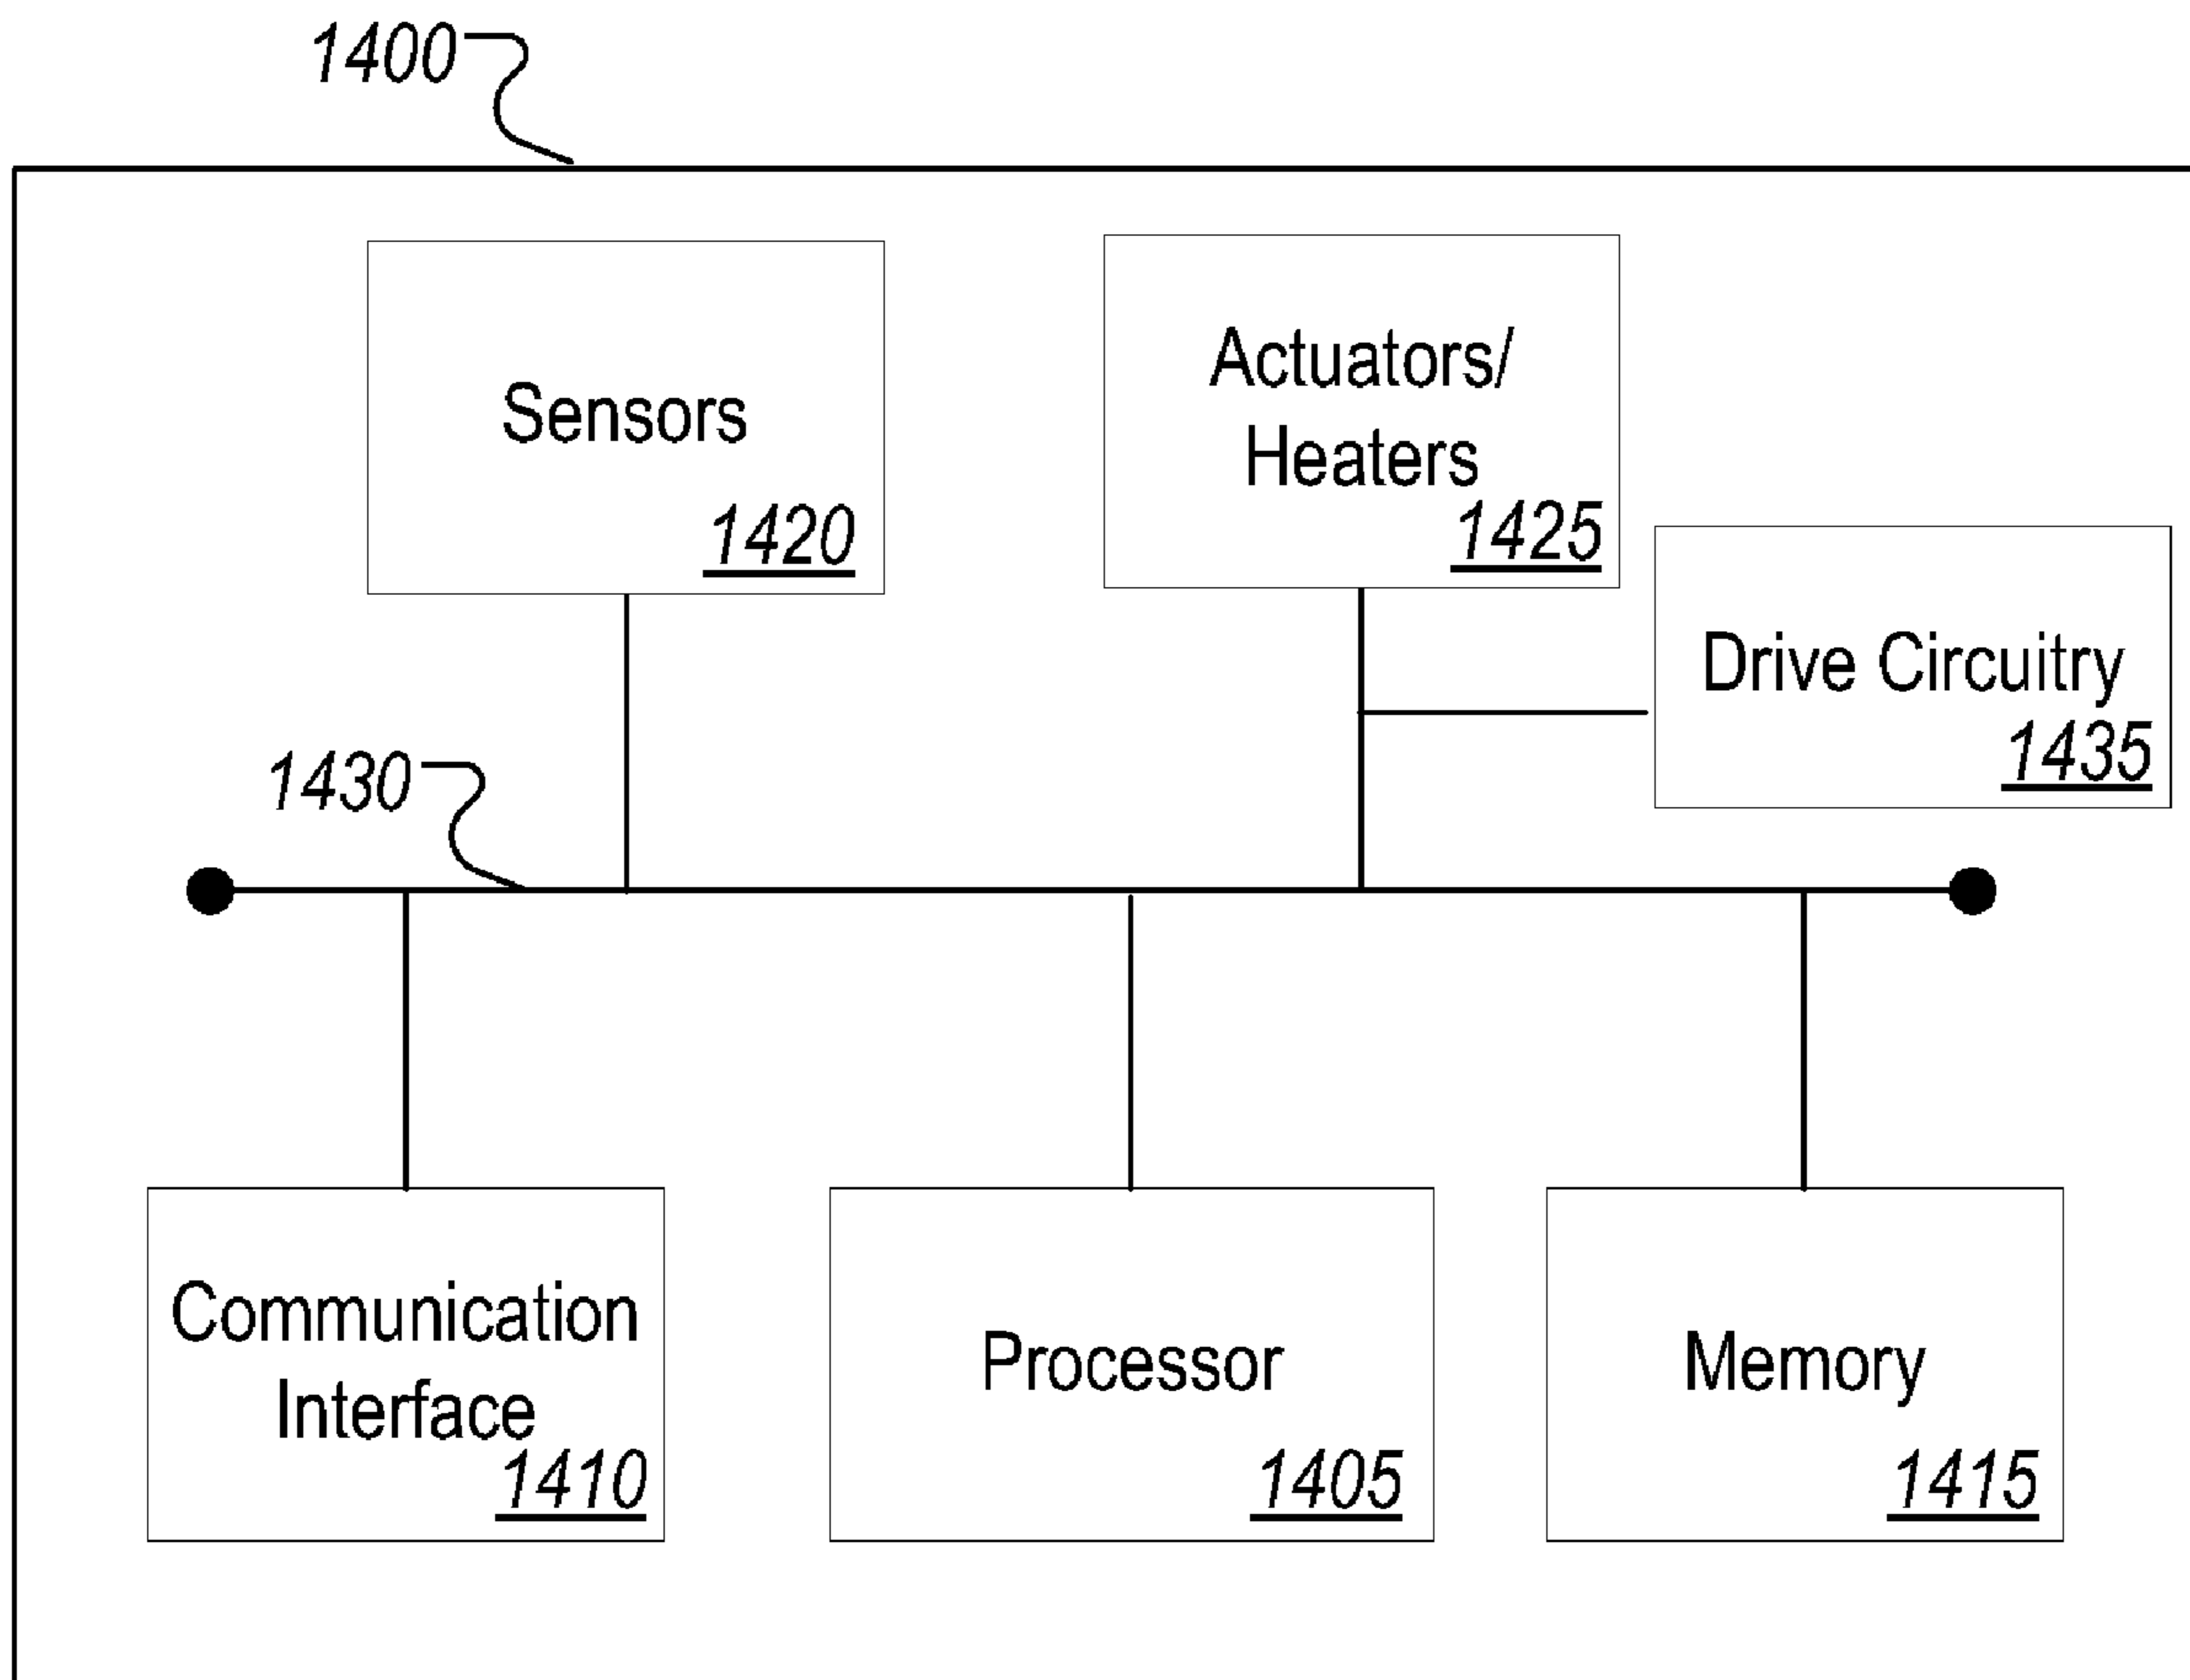 1400
Sensors
1420
Actuators/
Heaters
1425
Drive Circuitry
1435
1430
Communication
Interface
1410
Processor
1405
Memory
1415